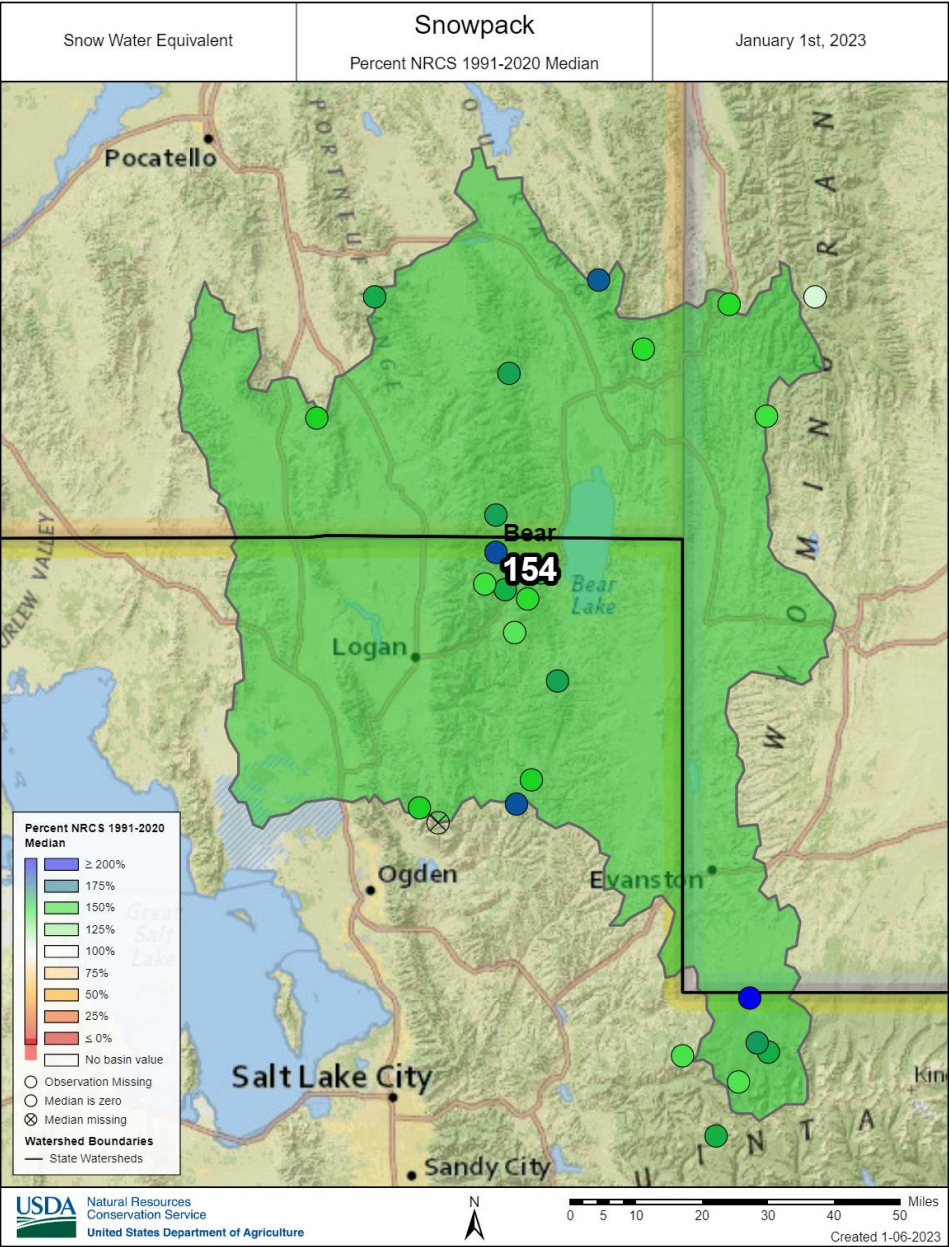 Snow Water Equivalent
Snowpack
Percent NRCS 1991-2020 Median
January 1st, 2023
Pocatello
PORTNEUF
RANGE
WYOMING RANGE
Bear
154
Bear
Lake
VALLEY
Logan
Ogden
Evanston
Great
Salt
Lake
Salt Lake City
Sandy City
UINTA
Percent NRCS 1991-2020
Median
≥ 200%
175%
150%
125%
100%
75%
50%
25%
≤ 0%
No basin value
Observation Missing
Median is zero
Median missing
Watershed Boundaries
State Watersheds
USDA
Natural Resources
Conservation Service
United States Department of Agriculture
N
Miles
0 5 10 20 30 40 50
Created 1-06-2023